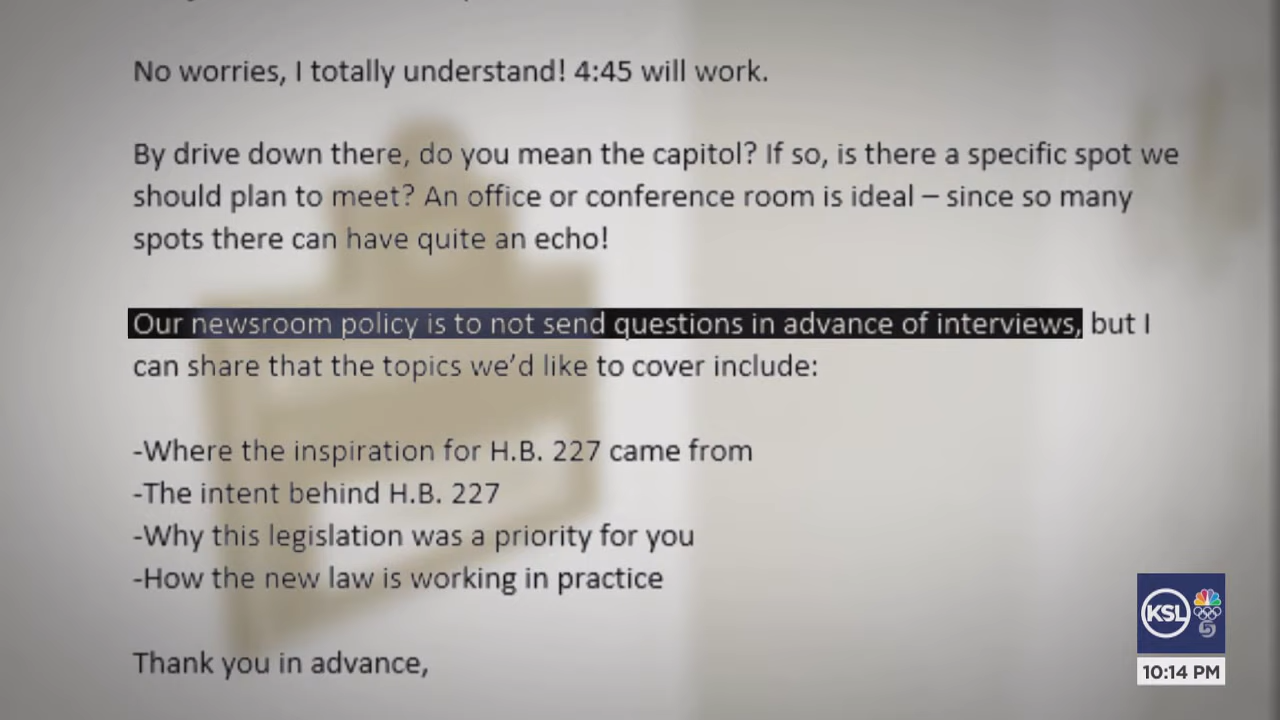 No worries, I totally understand! 4:45 will work.
By drive down there, do you mean the capitol? If so, is there a specific spot we
should plan to meet? An office or conference room is ideal – since so many
spots there can have quite an echo!
Our newsroom policy is to not send questions in advance of interviews, but I
can share that the topics we’d like to cover include:
-Where the inspiration for H.B. 227 came from
-The intent behind H.B. 227
-Why this legislation was a priority for you
-How the new law is working in practice
Thank you in advance,
KSL
5
10:14 PM